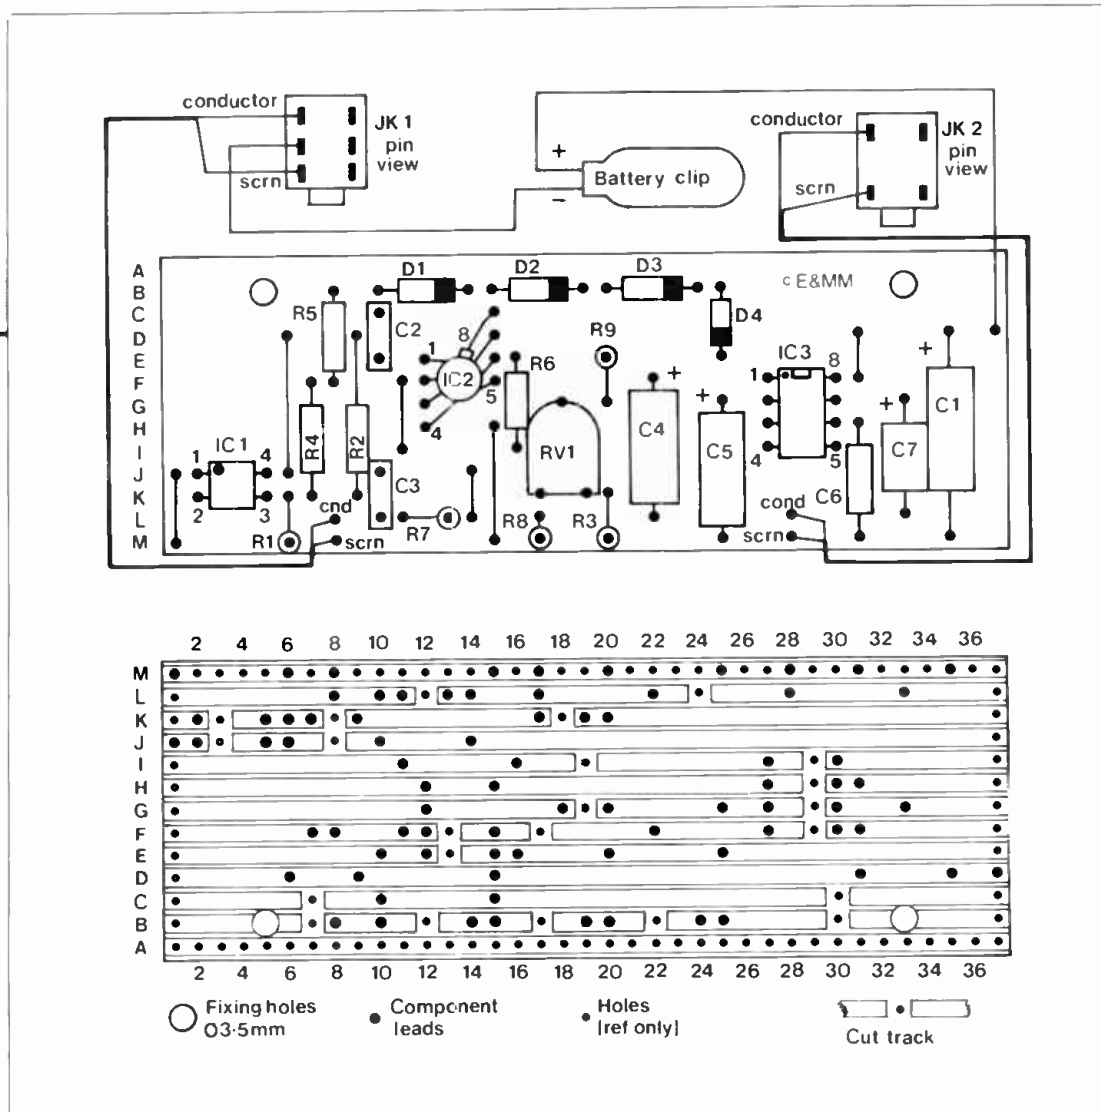 conductor
JK 1
pin
view
scrn
+
Battery clip
−
conductor
JK 2
pin
view
scrn
A
B
C
D
E
F
G
H
I
J
K
L
M
D1
D2
D3
c E&MM
R5
C2
8
R9
D4
1
IC2
R6
IC3
8
+
1
+
+
+
5
C1
4
R4
R2
RV1
C4
C5
C7
IC1
1
4
4
5
C3
C6
2
3
cnd
cond
R1
scrn
R7
R8
R3
scrn
2 4 6 8 10 12 14 16 18 20 22 24 26 28 30 32 34 36
M
L
K
J
I
H
G
F
E
D
C
B
A
2 4 6 8 10 12 14 16 18 20 22 24 26 28 30 32 34 36
Fixing holes
O3·5mm
Component
leads
Holes
[ref only]
Cut track